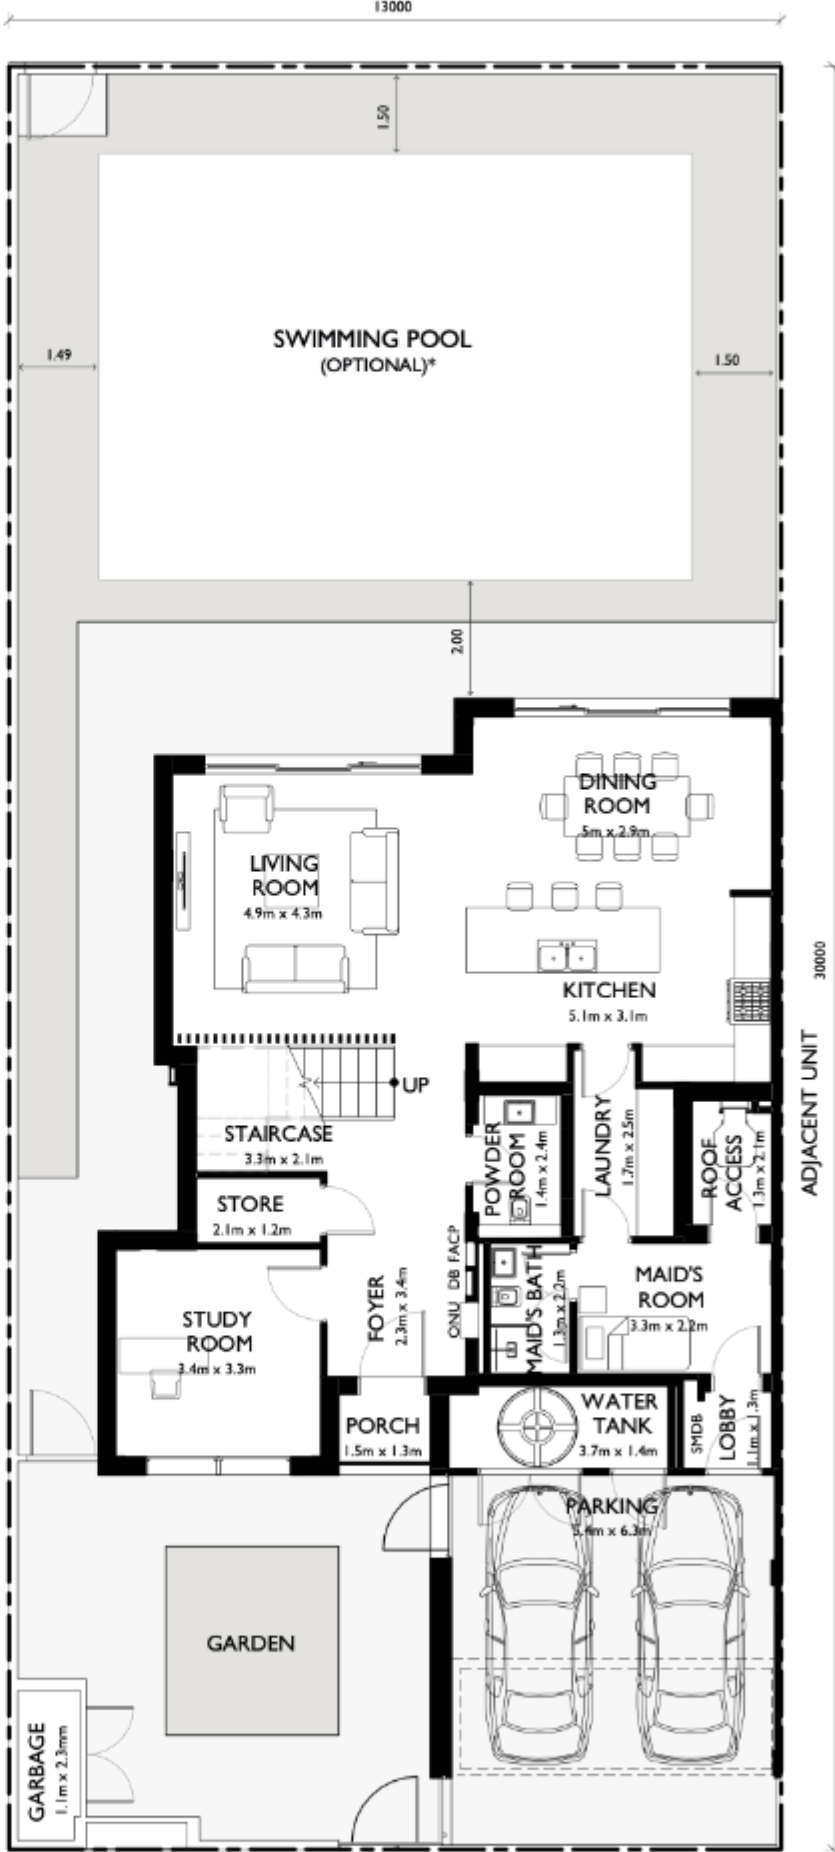 13000
1.50
SWIMMING POOL
(OPTIONAL)*
1.49
1.50
2.00
DINING
ROOM
5m x 2.9m
LIVING
ROOM
4.9m x 4.3m
KITCHEN
5.1m x 3.1m
30000
ADJACENT UNIT
UP
STAIRCASE
3.3m x 2.1m
POWDER
ROOM
1.4m x 2.4m
LAUNDRY
1.7m x 2.5m
ROOF
ACCESS
1.3m x 2.1m
STORE
2.1m x 1.2m
FOYER
2.3m x 3.4m
ONU DB FACP
MAID'S BATH
1.3m x 2.2m
MAID'S
ROOM
3.3m x 2.2m
STUDY
ROOM
3.4m x 3.3m
PORCH
1.5m x 1.3m
WATER
TANK
3.7m x 1.4m
SMDB
LOBBY
1.1m x 1.3m
PARKING
5.4m x 6.3m
GARDEN
GARBAGE
1.1m x 2.3mm